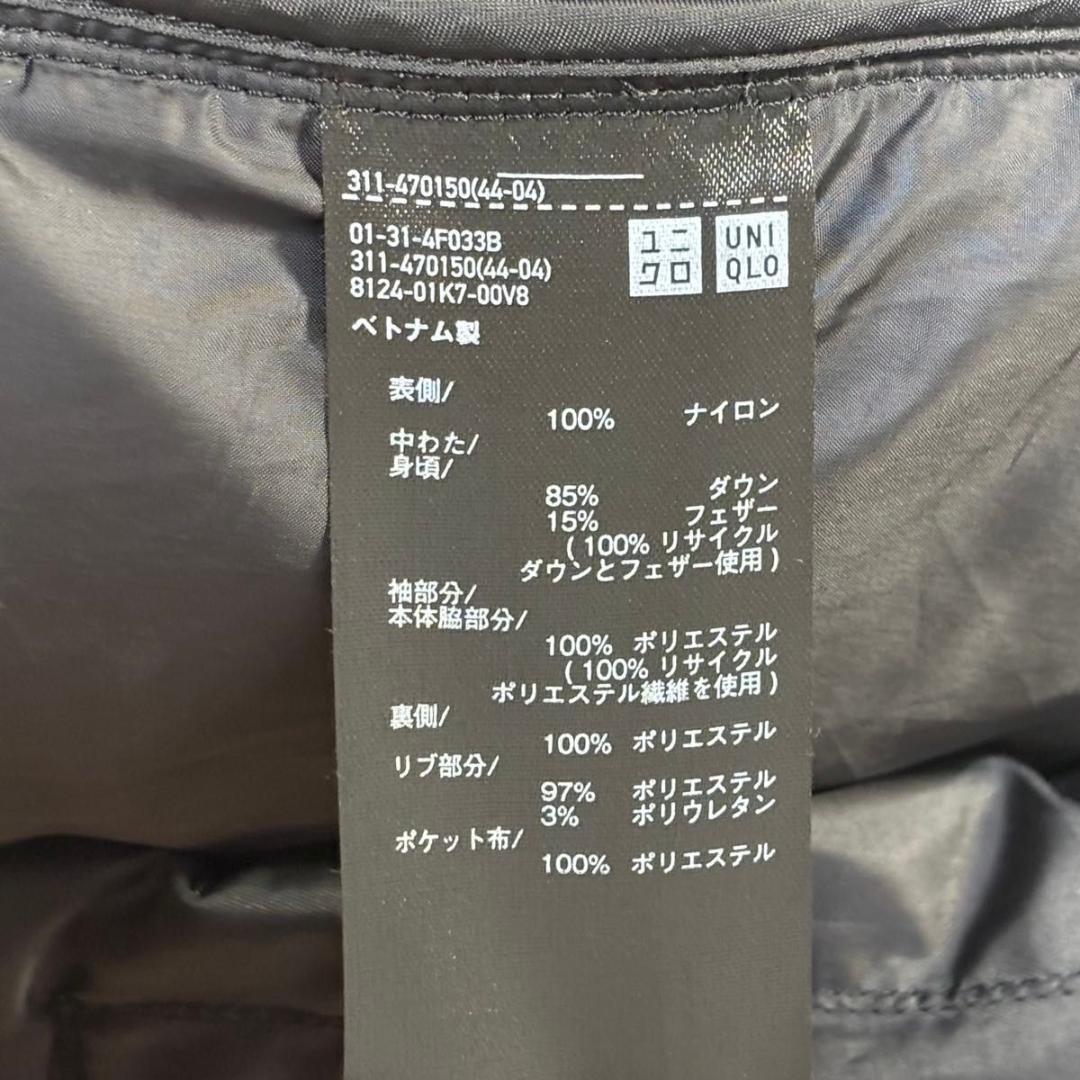 311-470150(44-04)
01-31-4F033B
311-470150(44-04)
8124-01K7-00V8
ユニ
クロ
UNI
QLO
ベトナム製
表側/
100% ナイロン
中わた/
身頃/
85% ダウン
15% フェザー
(100% リサイクル
ダウンとフェザー使用)
袖部分/
本体脇部分/
100% ポリエステル
(100% リサイクル
ポリエステル繊維を使用)
裏側/
100% ポリエステル
リブ部分/
97% ポリエステル
3% ポリウレタン
ポケット布/
100% ポリエステル